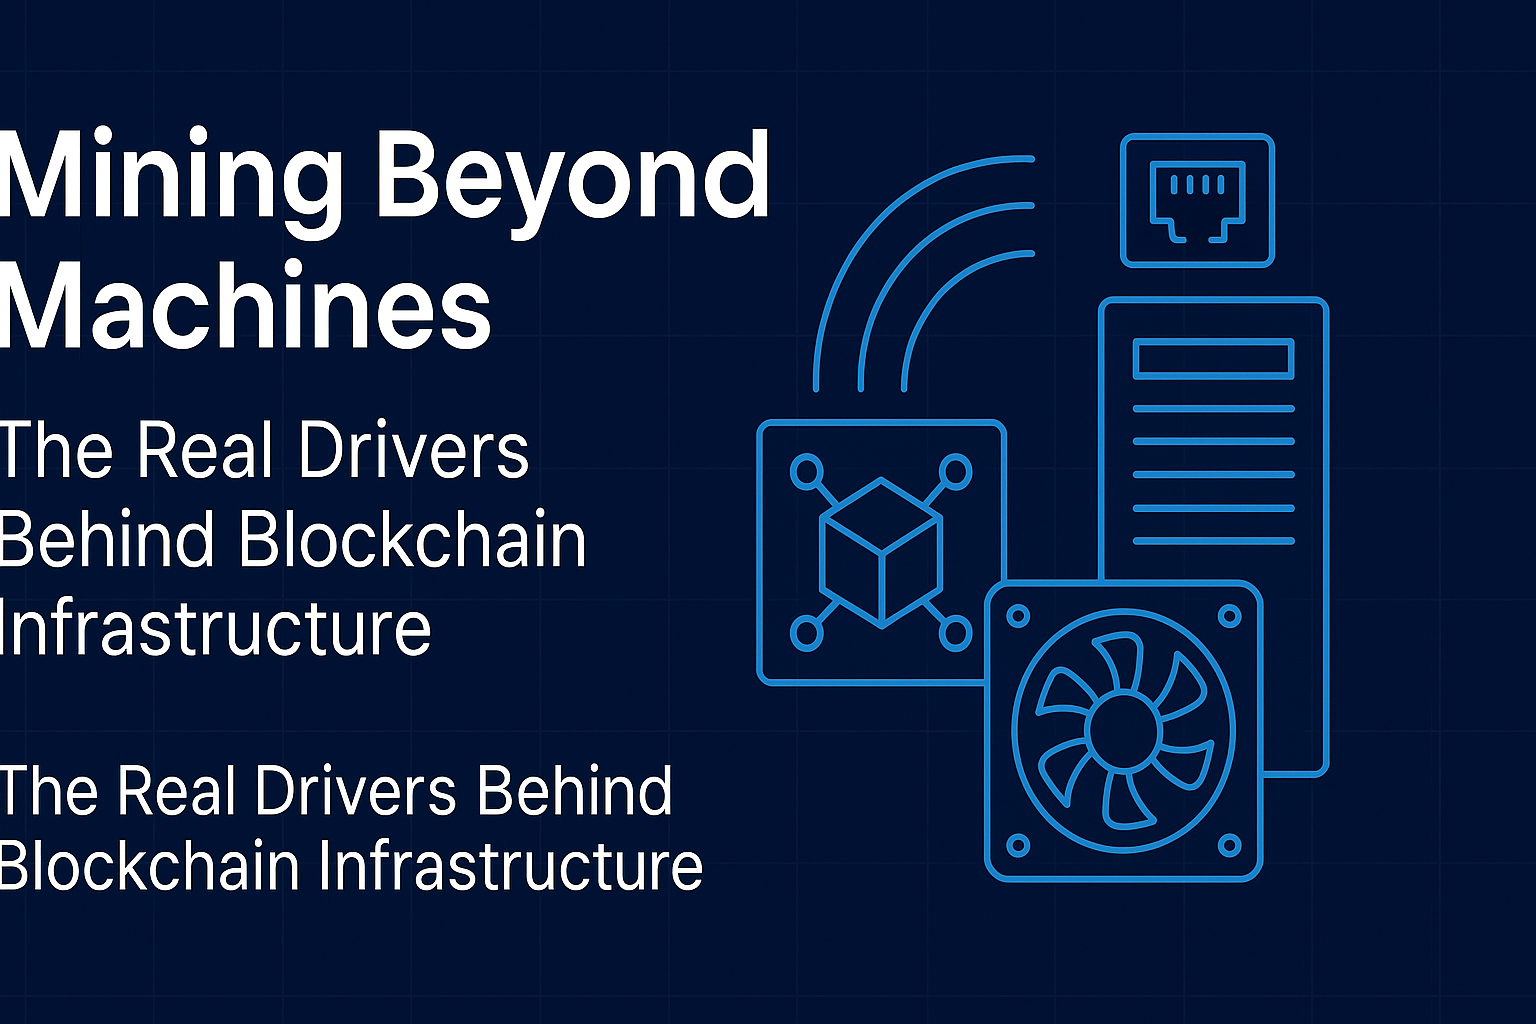 Mining Beyond
Machines
The Real Drivers
Behind Blockchain
Infrastructure
The Real Drivers Behind
Blockchain Infrastructure